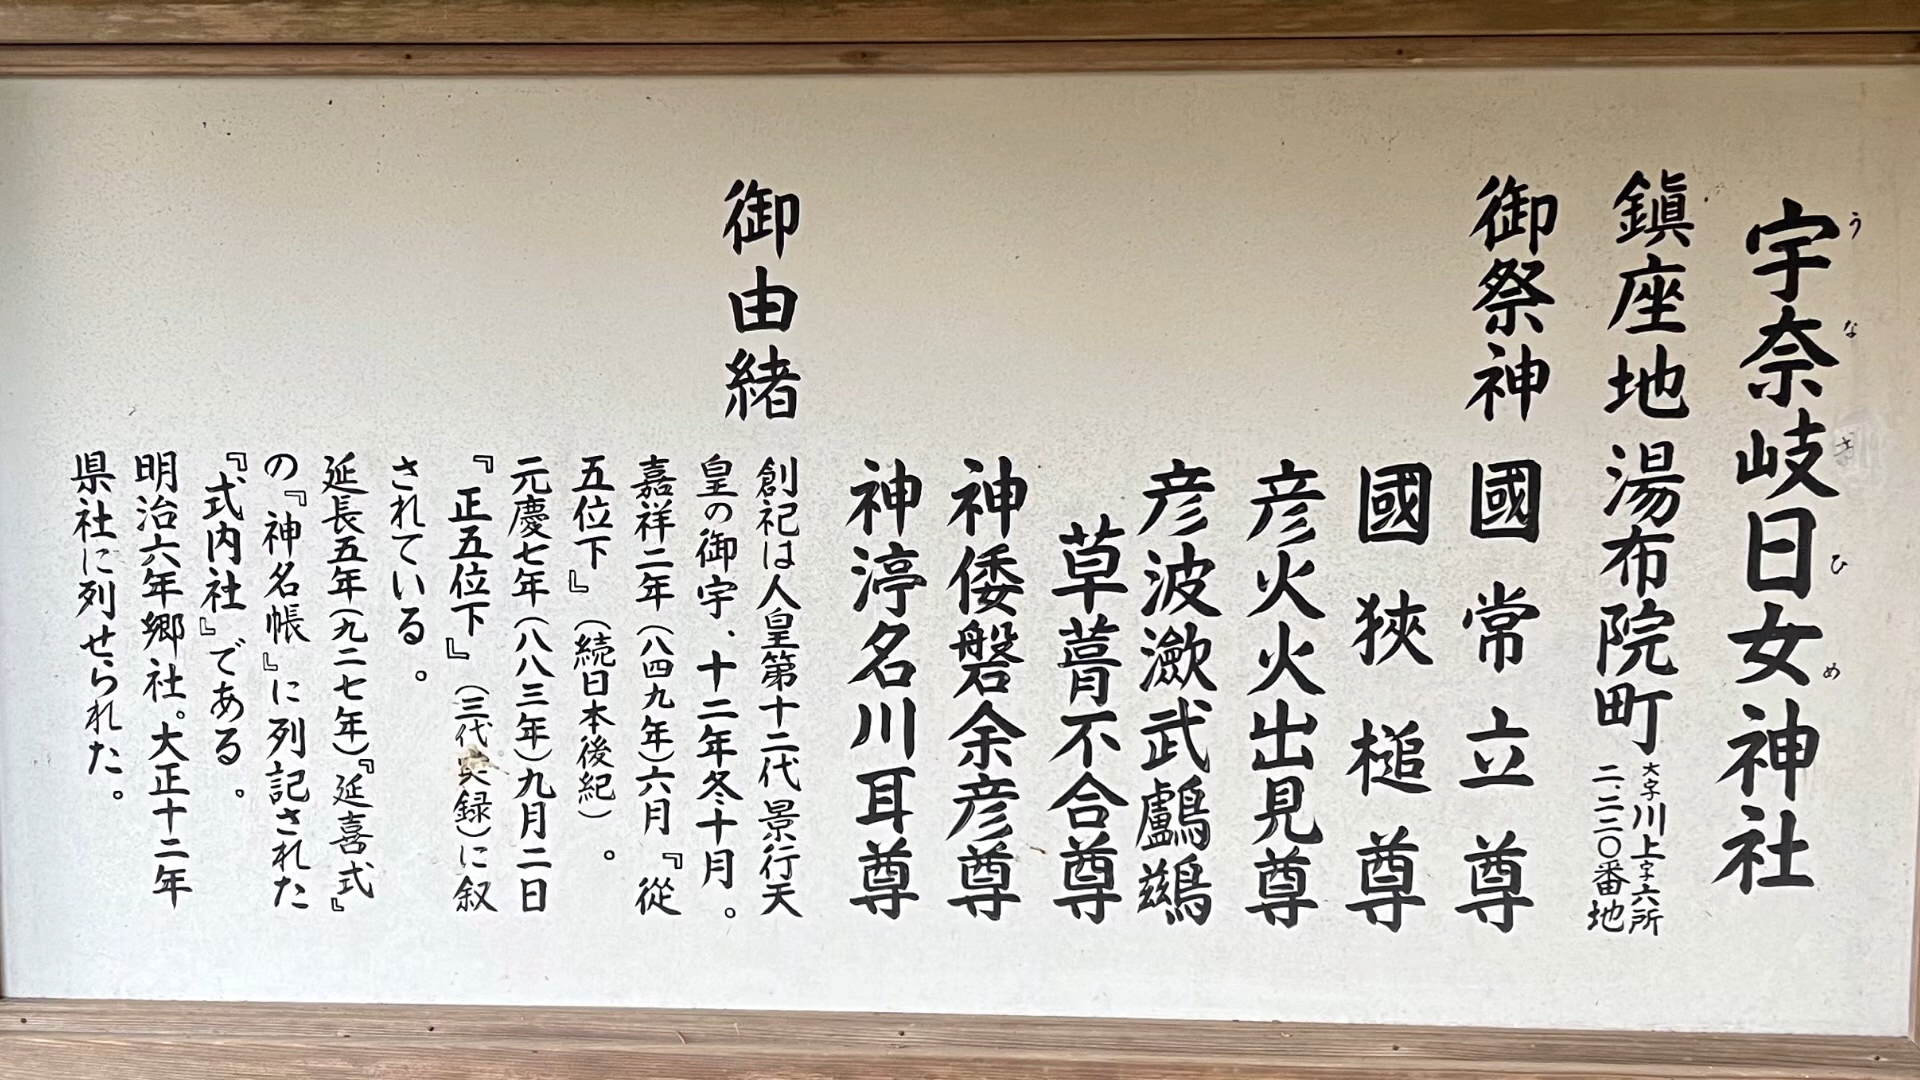 宇奈岐日女神社
うなきひめ
鎭座地 湯布院町 大字川上字六所
二、二二〇番地
御祭神 國常立尊
國狹槌尊
彦火火出見尊
彦波瀲武鸕鷀
草葺不合尊
神倭磐余彦尊
神渟名川耳尊
御由緒
創祀は人皇第十二代景行天
皇の御宇、十二年冬十月。
嘉祥二年(八四九年)六月『從
五位下』(続日本後紀)。
元慶七年(八八三年)九月二日
『正五位下』(三代実録)に叙
されている。
延長五年(九二七年)『延喜式』
の『神名帳』に列記された
『式内社』である。
明治六年郷社。大正十二年
県社に列せられた。